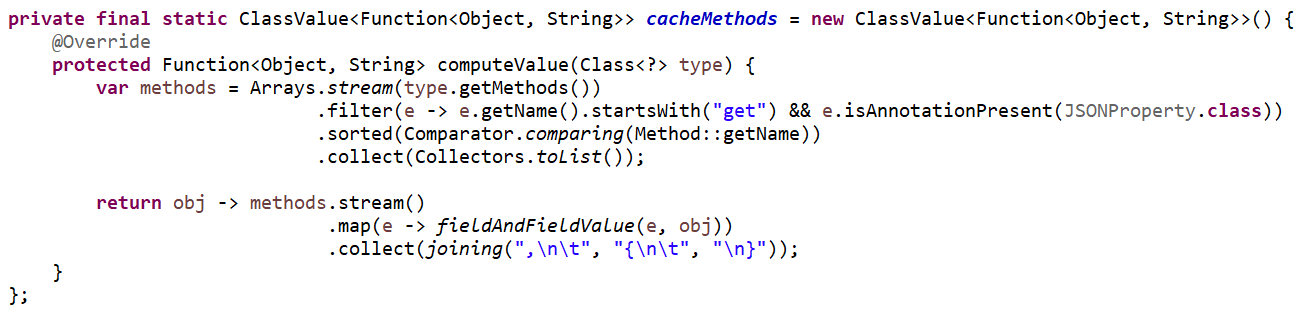 private final static ClassValue<Function<Object, String>> cacheMethods = new ClassValue<Function<Object, String>>() {
    @Override
    protected Function<Object, String> computeValue(Class<?> type) {
        var methods = Arrays.stream(type.getMethods())
                            .filter(e -> e.getName().startsWith("get") && e.isAnnotationPresent(JSONProperty.class))
                            .sorted(Comparator.comparing(Method::getName))
                            .collect(Collectors.toList());

        return obj -> methods.stream()
                             .map(e -> fieldAndFieldValue(e, obj))
                             .collect(joining(",\n\t", "{\n\t", "\n}"));
    }
};